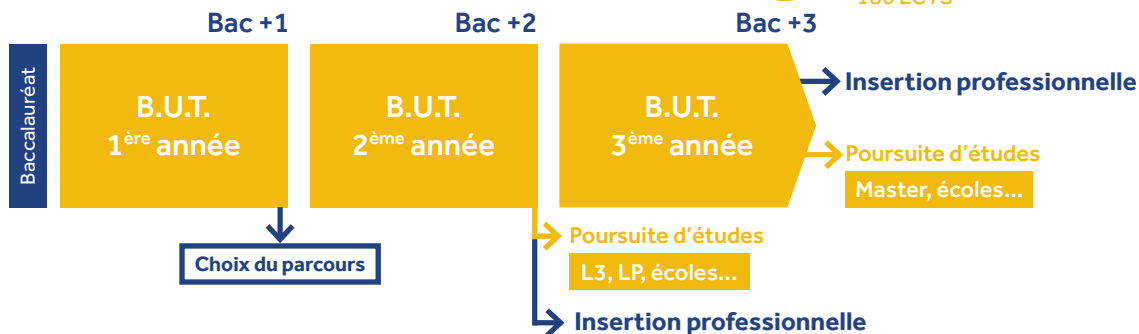 Bac +1
Bac +2
Bac +3
Baccalauréat
B.U.T.
1ère année
B.U.T.
2ème année
B.U.T.
3ème année
Insertion professionnelle
Poursuite d'études
Master, écoles...
Choix du parcours
Poursuite d'études
L3, LP, écoles...
Insertion professionnelle